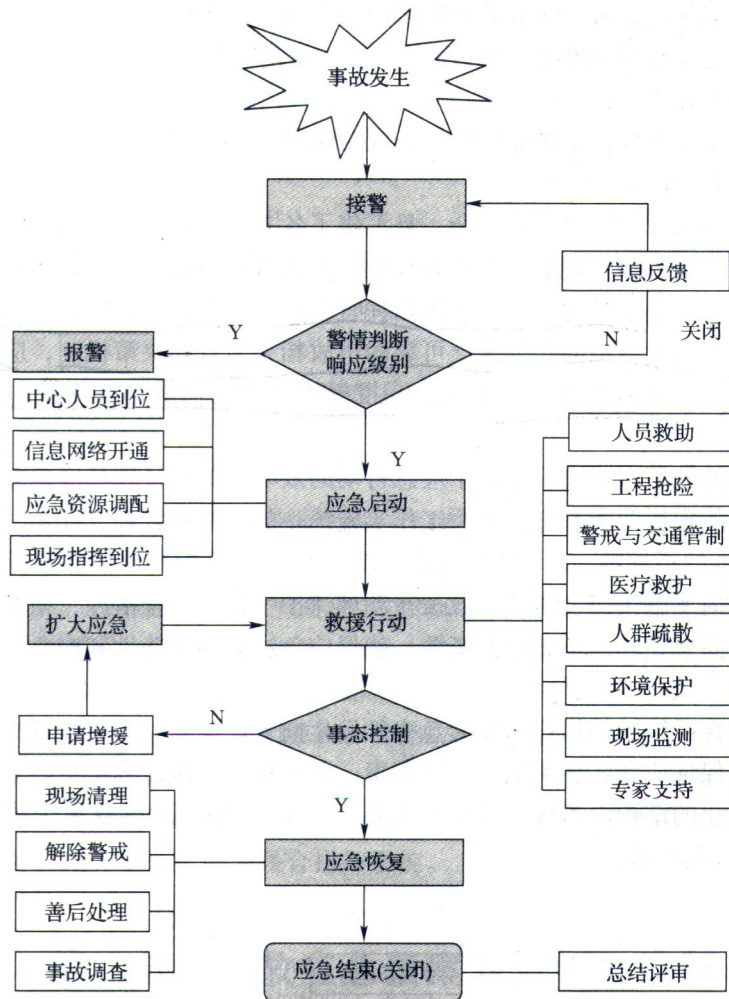 事故发生
接警
信息反馈
警情判断
响应级别
Y
N
关闭
报警
中心人员到位
信息网络开通
应急资源调配
现场指挥到位
Y
应急启动
人员救助
工程抢险
警戒与交通管制
医疗救护
人群疏散
环境保护
现场监测
专家支持
扩大应急
救援行动
申请增援
N
事态控制
Y
现场清理
解除警戒
善后处理
事故调查
应急恢复
应急结束(关闭)
总结评审